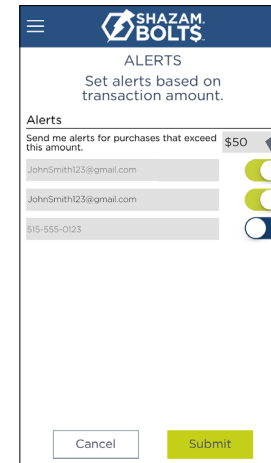 SHAZAM.
BOLT$.
ALERTS
Set alerts based on
transaction amount.
Alerts
Send me alerts for purchases that exceed
this amount.
$50
JohnSmith123@gmail.com
JohnSmith123@gmail.com
515-555-0123
Cancel
Submit